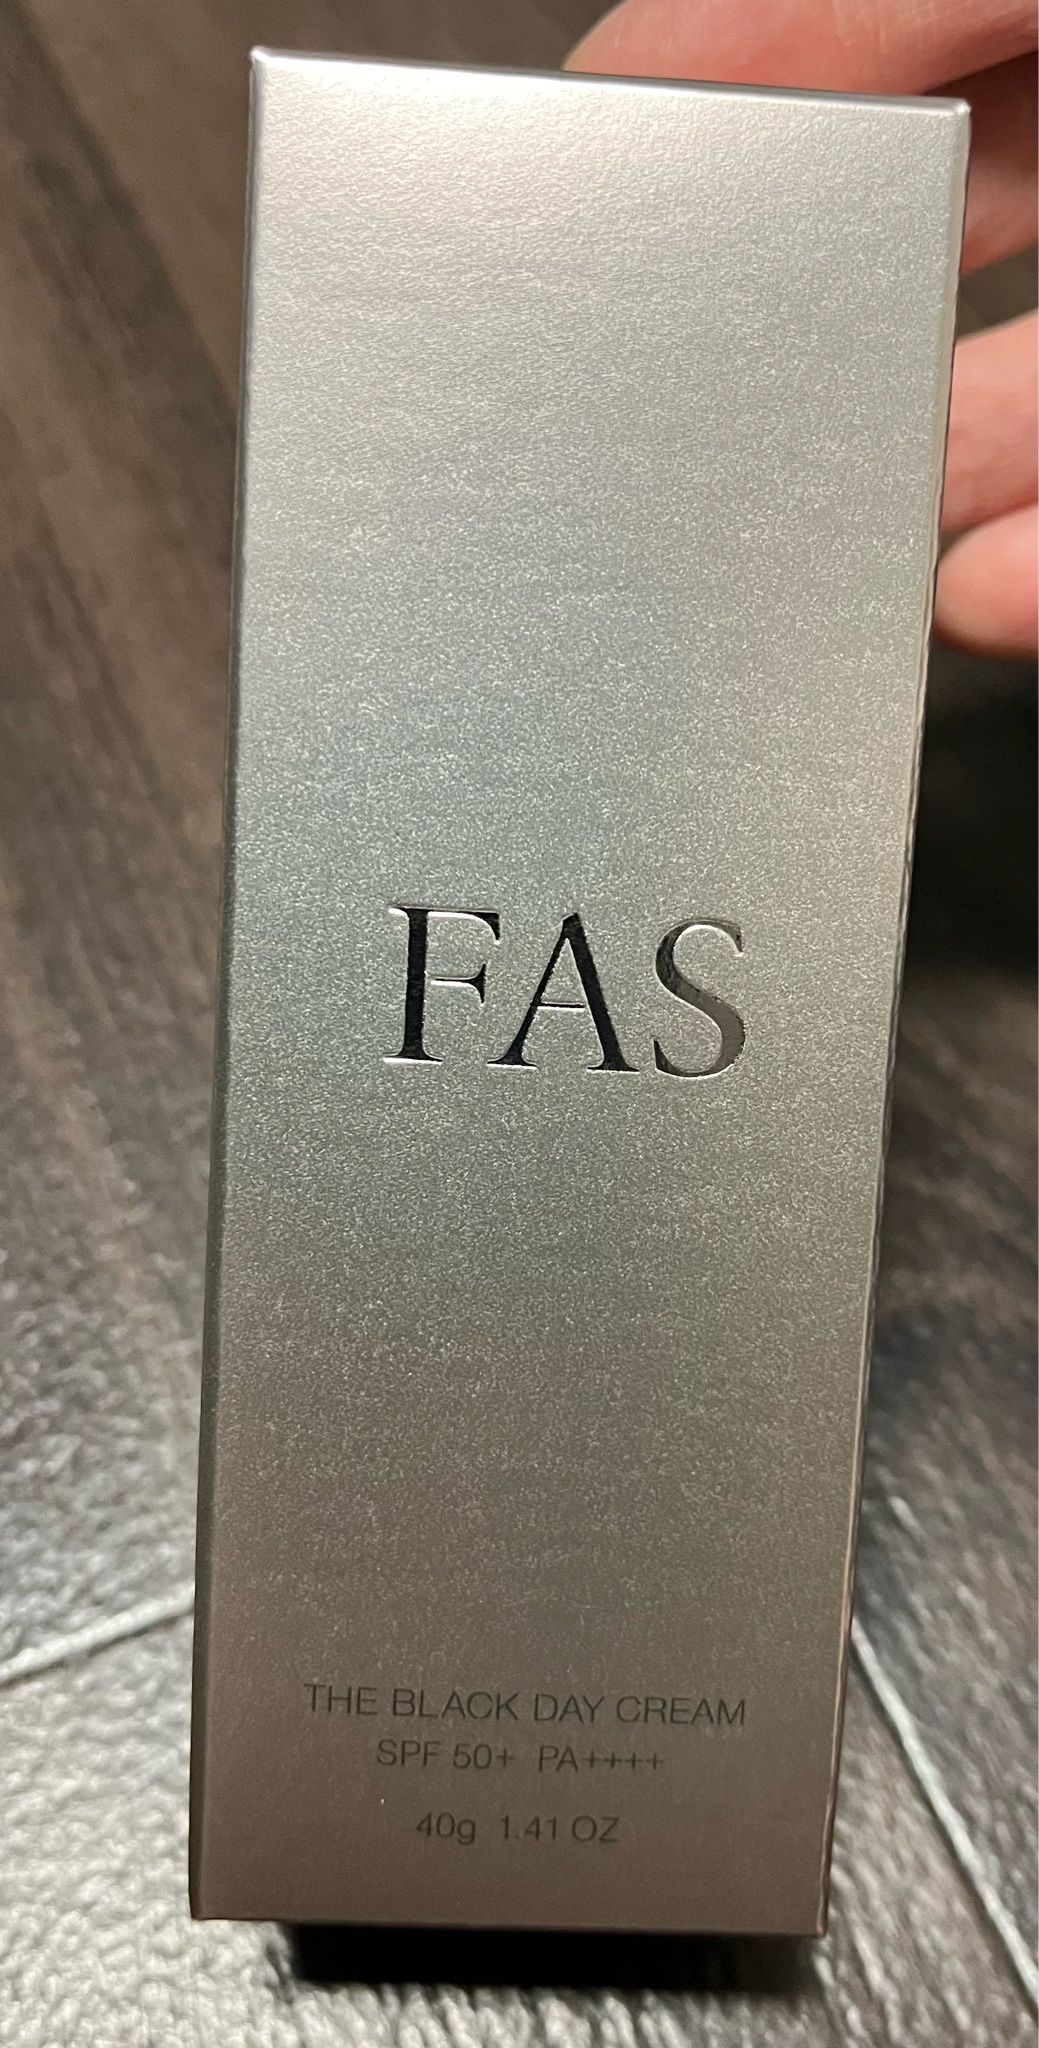 FAS
THE BLACK DAY CREAM
SPF 50+ PA++++
40g 1.41 OZ